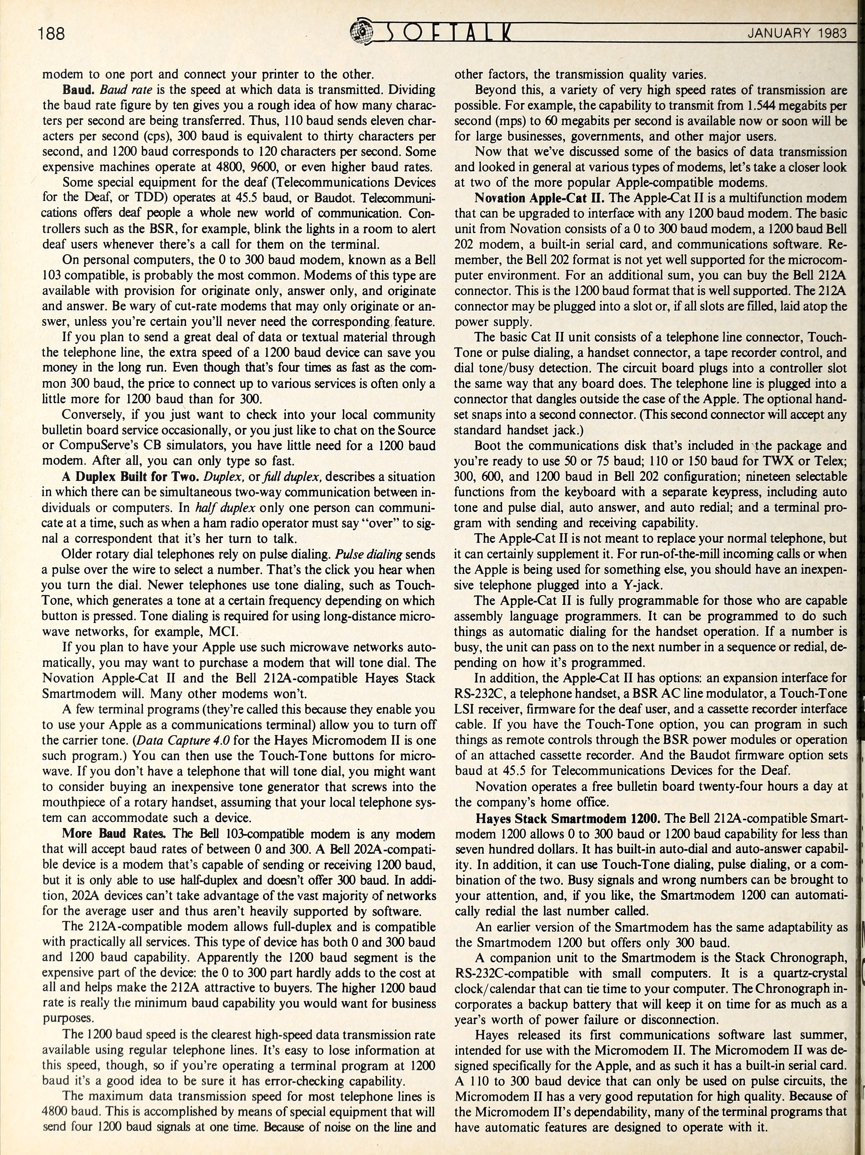 188
SOFTALK
JANUARY 1983
modem to one port and connect your printer to the other.
Baud. Baud rate is the speed at which data is transmitted. Dividing
the baud rate figure by ten gives you a rough idea of how many charac-
ters per second are being transferred. Thus, 110 baud sends eleven char-
acters per second (cps), 300 baud is equivalent to thirty characters per
second, and 1200 baud corresponds to 120 characters per second. Some
expensive machines operate at 4800, 9600, or even higher baud rates.
Some special equipment for the deaf (Telecommunications Devices
for the Deaf, or TDD) operates at 45.5 baud, or Baudot. Telecommuni-
cations offers deaf people a whole new world of communication. Con-
trollers such as the BSR, for example, blink the lights in a room to alert
deaf users whenever there's a call for them on the terminal.
On personal computers, the 0 to 300 baud modem, known as a Bell
103 compatible, is probably the most common. Modems of this type are
available with provision for originate only, answer only, and originate
and answer. Be wary of cut-rate modems that may only originate or an-
swer, unless you're certain you'll never need the corresponding feature.
If you plan to send a great deal of data or textual material through
the telephone line, the extra speed of a 1200 baud device can save you
money in the long run. Even though that's four times as fast as the com-
mon 300 baud, the price to connect up to various services is often only a
little more for 1200 baud than for 300.
Conversely, if you just want to check into your local community
bulletin board service occasionally, or you just like to chat on the Source
or CompuServe's CB simulators, you have little need for a 1200 baud
modem. After all, you can only type so fast.
A Duplex Built for Two. Duplex, or full duplex, describes a situation
in which there can be simultaneous two-way communication between in-
dividuals or computers. In half duplex only one person can communi-
cate at a time, such as when a ham radio operator must say "over" to sig-
nal a correspondent that it's her turn to talk.
Older rotary dial telephones rely on pulse dialing. Pulse dialing sends
a pulse over the wire to select a number. That's the click you hear when
you turn the dial. Newer telephones use tone dialing, such as Touch-
Tone, which generates a tone at a certain frequency depending on which
button is pressed. Tone dialing is required for using long-distance micro-
wave networks, for example, MCI.
If you plan to have your Apple use such microwave networks auto-
matically, you may want to purchase a modem that will tone dial. The
Novation Apple-Cat II and the Bell 212A-compatible Hayes Stack
Smartmodem will. Many other modems won't.
A few terminal programs (they're called this because they enable you
to use your Apple as a communications terminal) allow you to turn off
the carrier tone. (Data Capture 4.0 for the Hayes Micromodem II is one
such program.) You can then use the Touch-Tone buttons for micro-
wave. If you don't have a telephone that will tone dial, you might want
to consider buying an inexpensive tone generator that screws into the
mouthpiece of a rotary handset, assuming that your local telephone sys-
tem can accommodate such a device.
More Baud Rates. The Bell 103-compatible modem is any modem
that will accept baud rates of between 0 and 300. A Bell 202A-compati-
ble device is a modem that's capable of sending or receiving 1200 baud,
but it is only able to use half-duplex and doesn't offer 300 baud. In addi-
tion, 202A devices can't take advantage of the vast majority of networks
for the average user and thus aren't heavily supported by software.
The 212A-compatible modem allows full-duplex and is compatible
with practically all services. This type of device has both 0 and 300 baud
and 1200 baud capability. Apparently the 1200 baud segment is the
expensive part of the device: the 0 to 300 part hardly adds to the cost at
all and helps make the 212A attractive to buyers. The higher 1200 baud
rate is really the minimum baud capability you would want for business
purposes.
The 1200 baud speed is the clearest high-speed data transmission rate
available using regular telephone lines. It's easy to lose information at
this speed, though, so if you're operating a terminal program at 1200
baud it's a good idea to be sure it has error-checking capability.
The maximum data transmission speed for most telephone lines is
4800 baud. This is accomplished by means of special equipment that will
send four 1200 baud signals at one time. Because of noise on the line and
other factors, the transmission quality varies.
Beyond this, a variety of very high speed rates of transmission are
possible. For example, the capability to transmit from 1.544 megabits per
second (mps) to 60 megabits per second is available now or soon will be
for large businesses, governments, and other major users.
Now that we've discussed some of the basics of data transmission
and looked in general at various types of modems, let's take a closer look
at two of the more popular Apple-compatible modems.
Novation Apple-Cat II. The Apple-Cat II is a multifunction modem
that can be upgraded to interface with any 1200 baud modem. The basic
unit from Novation consists of a 0 to 300 baud modem, a 1200 baud Bell
202 modem, a built-in serial card, and communications software. Re-
member, the Bell 202 format is not yet well supported for the microcom-
puter environment. For an additional sum, you can buy the Bell 212A
connector. This is the 1200 baud format that is well supported. The 212A
connector may be plugged into a slot or, if all slots are filled, laid atop the
power supply.
The basic Cat II unit consists of a telephone line connector, Touch-
Tone or pulse dialing, a handset connector, a tape recorder control, and
dial tone/busy detection. The circuit board plugs into a controller slot
the same way that any board does. The telephone line is plugged into a
connector that dangles outside the case of the Apple. The optional hand-
set snaps into a second connector. (This second connector will accept any
standard handset jack.)
Boot the communications disk that's included in the package and
you're ready to use 50 or 75 baud; 110 or 150 baud for TWX or Telex;
300, 600, and 1200 baud in Bell 202 configuration; nineteen selectable
functions from the keyboard with a separate keypress, including auto
tone and pulse dial, auto answer, and auto redial; and a terminal pro-
gram with sending and receiving capability.
The Apple-Cat II is not meant to replace your normal telephone, but
it can certainly supplement it. For run-of-the-mill incoming calls or when
the Apple is being used for something else, you should have an inexpen-
sive telephone plugged into a Y-jack.
The Apple-Cat II is fully programmable for those who are capable
assembly language programmers. It can be programmed to do such
things as automatic dialing for the handset operation. If a number is
busy, the unit can pass on to the next number in a sequence or redial, de-
pending on how it's programmed.
In addition, the Apple-Cat II has options: an expansion interface for
RS-232C, a telephone handset, a BSR AC line modulator, a Touch-Tone
LSI receiver, firmware for the deaf user, and a cassette recorder interface
cable. If you have the Touch-Tone option, you can program in such
things as remote controls through the BSR power modules or operation
of an attached cassette recorder. And the Baudot firmware option sets
baud at 45.5 for Telecommunications Devices for the Deaf.
Novation operates a free bulletin board twenty-four hours a day at
the company's home office.
Hayes Stack Smartmodem 1200. The Bell 212A-compatible Smart-
modem 1200 allows 0 to 300 baud or 1200 baud capability for less than
seven hundred dollars. It has built-in auto-dial and auto-answer capabil-
ity. In addition, it can use Touch-Tone dialing, pulse dialing, or a com-
bination of the two. Busy signals and wrong numbers can be brought to
your attention, and, if you like, the Smartmodem 1200 can automati-
cally redial the last number called.
An earlier version of the Smartmodem has the same adaptability as
the Smartmodem 1200 but offers only 300 baud.
A companion unit to the Smartmodem is the Stack Chronograph,
RS-232C-compatible with small computers. It is a quartz-crystal
clock/calendar that can tie time to your computer. The Chronograph in-
corporates a backup battery that will keep it on time for as much as a
year's worth of power failure or disconnection.
Hayes released its first communications software last summer,
intended for use with the Micromodem II. The Micromodem II was de-
signed specifically for the Apple, and as such it has a built-in serial card.
A 110 to 300 baud device that can only be used on pulse circuits, the
Micromodem II has a very good reputation for high quality. Because of
the Micromodem II's dependability, many of the terminal programs that
have automatic features are designed to operate with it.